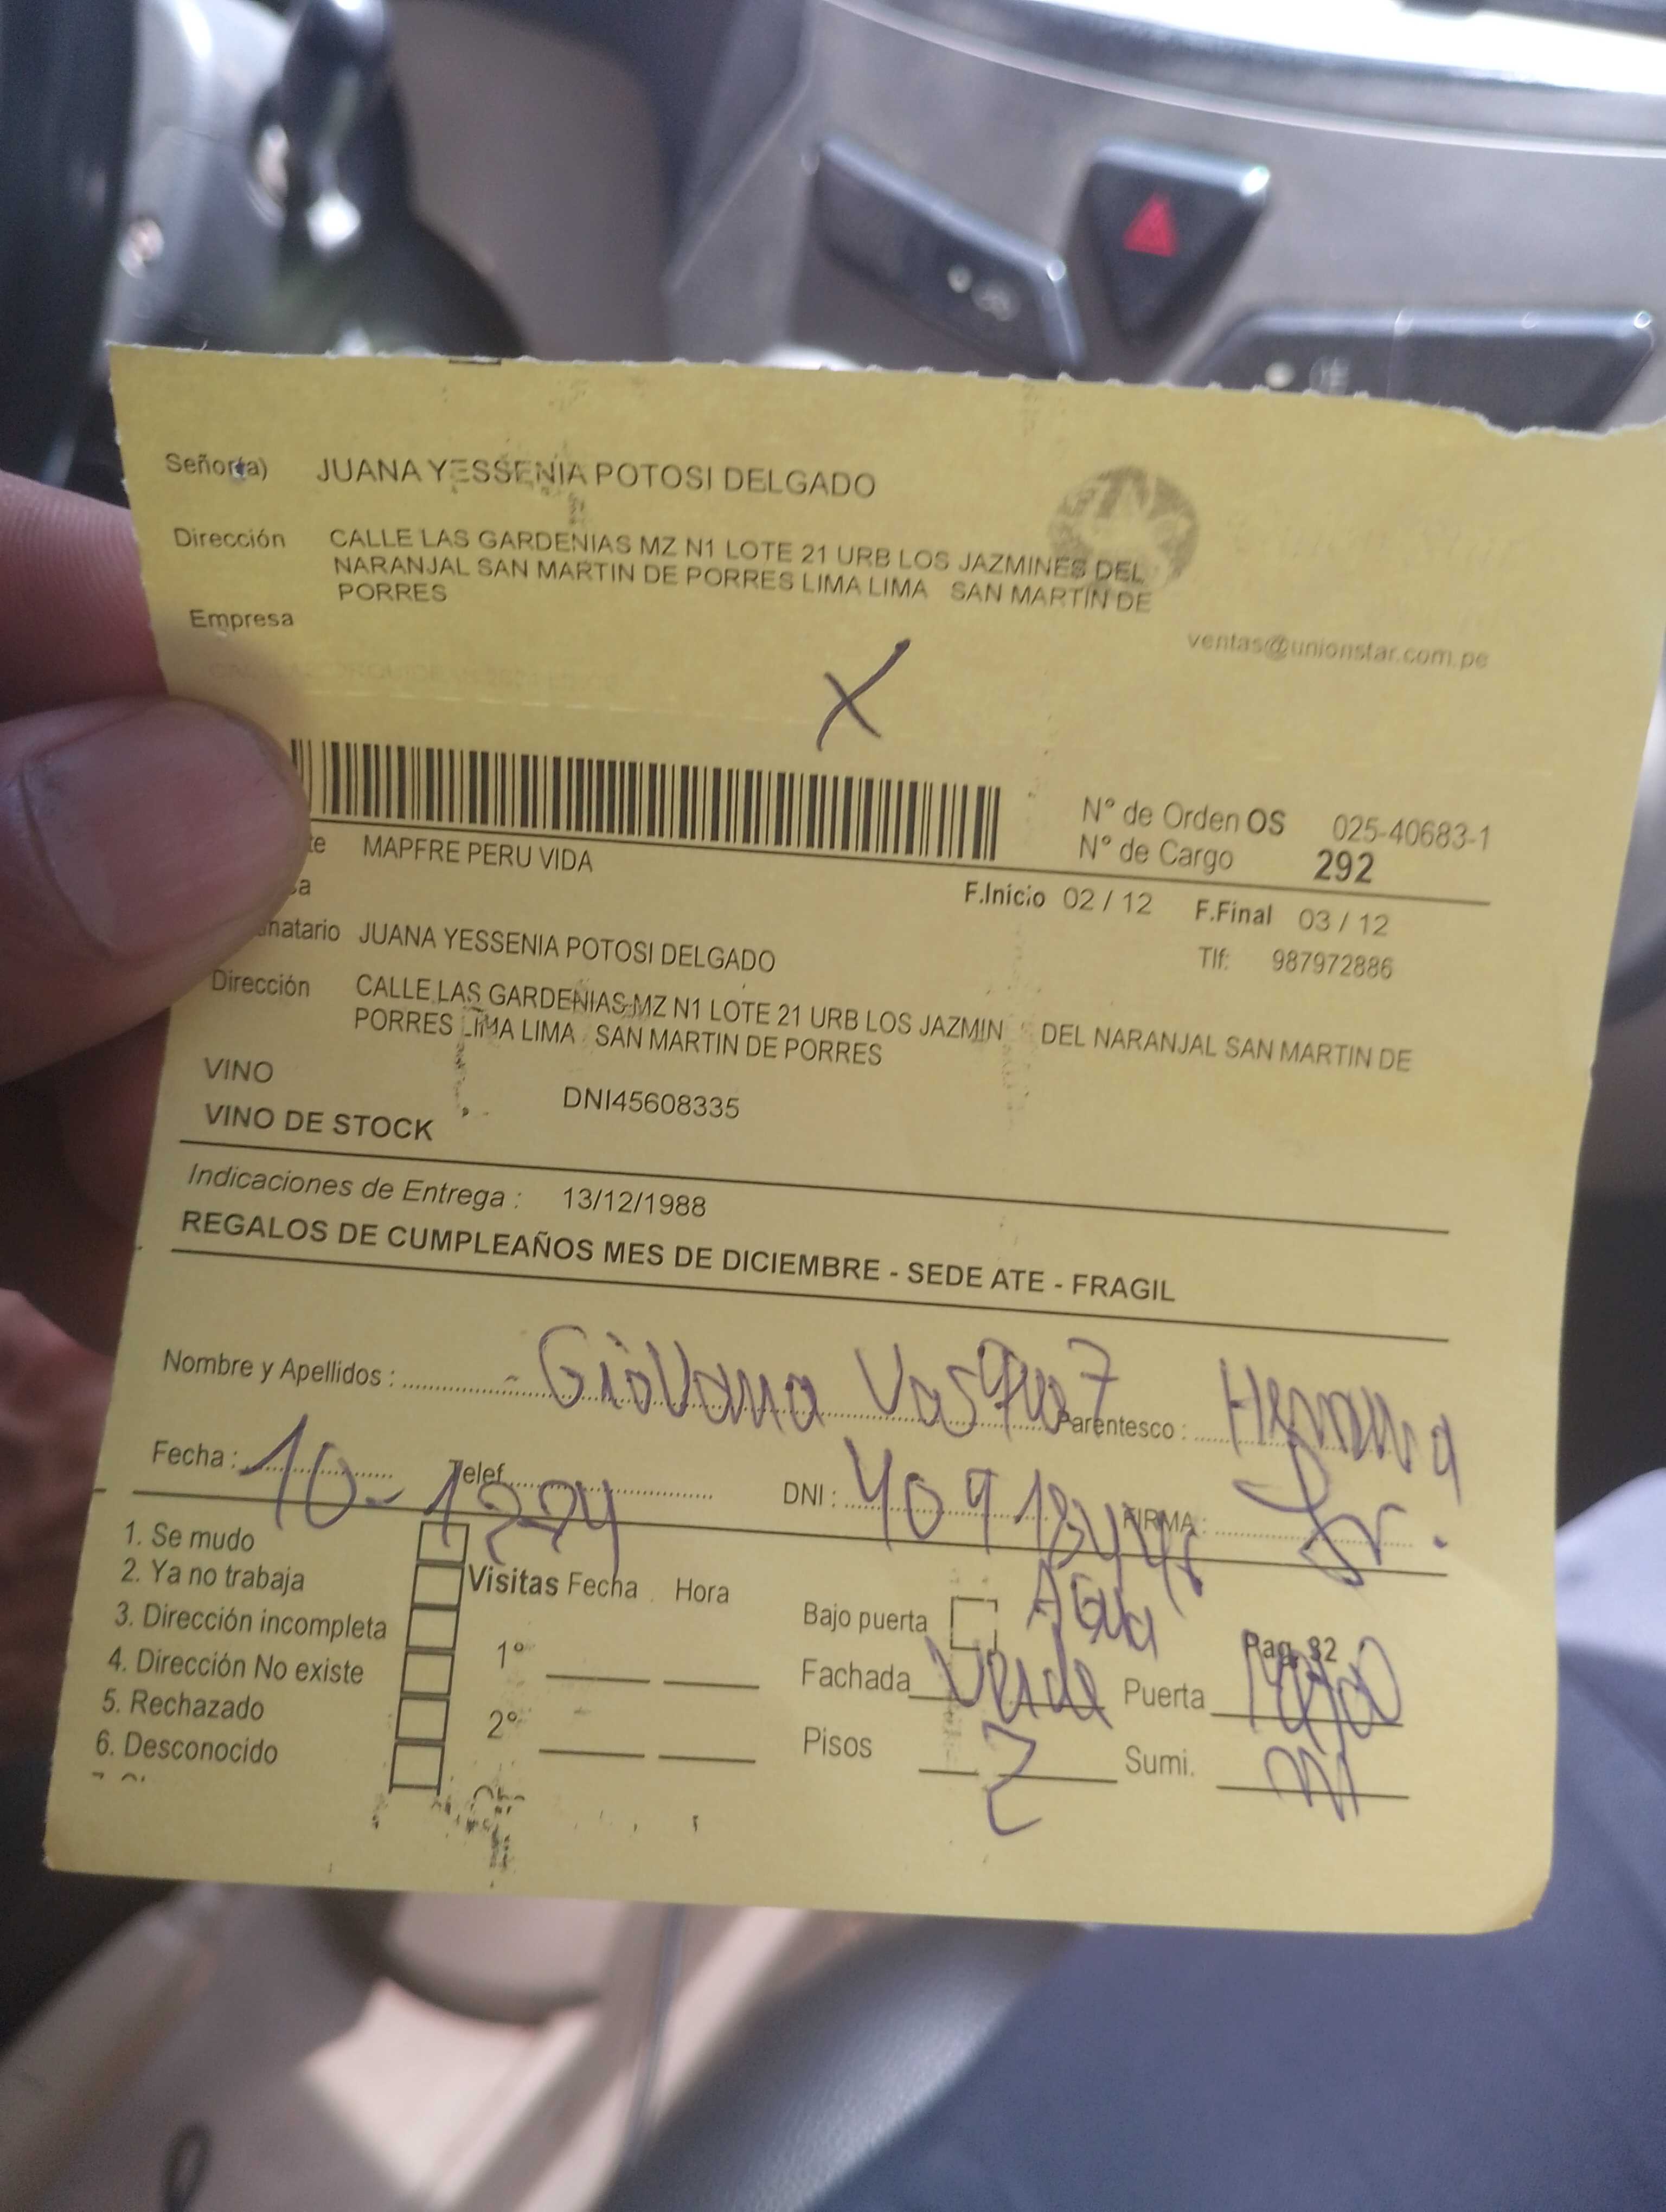 Señor(a) JUANA YESSENIA POTOSI DELGADO
Dirección CALLE LAS GARDENIAS MZ N1 LOTE 21 URB LOS JAZMINES DEL
NARANJAL SAN MARTIN DE PORRES LIMA LIMA SAN MARTIN DE
PORRES
Empresa
ventas@unionstar.com.pe
X
N° de Orden OS 025-40683-1
N° de Cargo 292
te MAPFRE PERU VIDA
sa F.Inicio 02 / 12 F.Final 03 / 12
natario JUANA YESSENIA POTOSI DELGADO Tlf: 987972886
Dirección CALLE LAS GARDENIAS MZ N1 LOTE 21 URB LOS JAZMIN DEL NARANJAL SAN MARTIN DE
PORRES LIMA LIMA SAN MARTIN DE PORRES
VINO DNI45608335
VINO DE STOCK
Indicaciones de Entrega : 13/12/1988
REGALOS DE CUMPLEAÑOS MES DE DICIEMBRE - SEDE ATE - FRAGIL
Nombre y Apellidos : Giovana Vasquez Parentesco : Hermana
Fecha : 10-12-24 Telef. DNI : FIRMA :
1. Se mudo
2. Ya no trabaja Visitas Fecha Hora
3. Dirección incompleta Bajo puerta Agua Pag. 32
4. Dirección No existe 1° Fachada Verde Puerta
5. Rechazado 2° Pisos 2 Sumi.
6. Desconocido